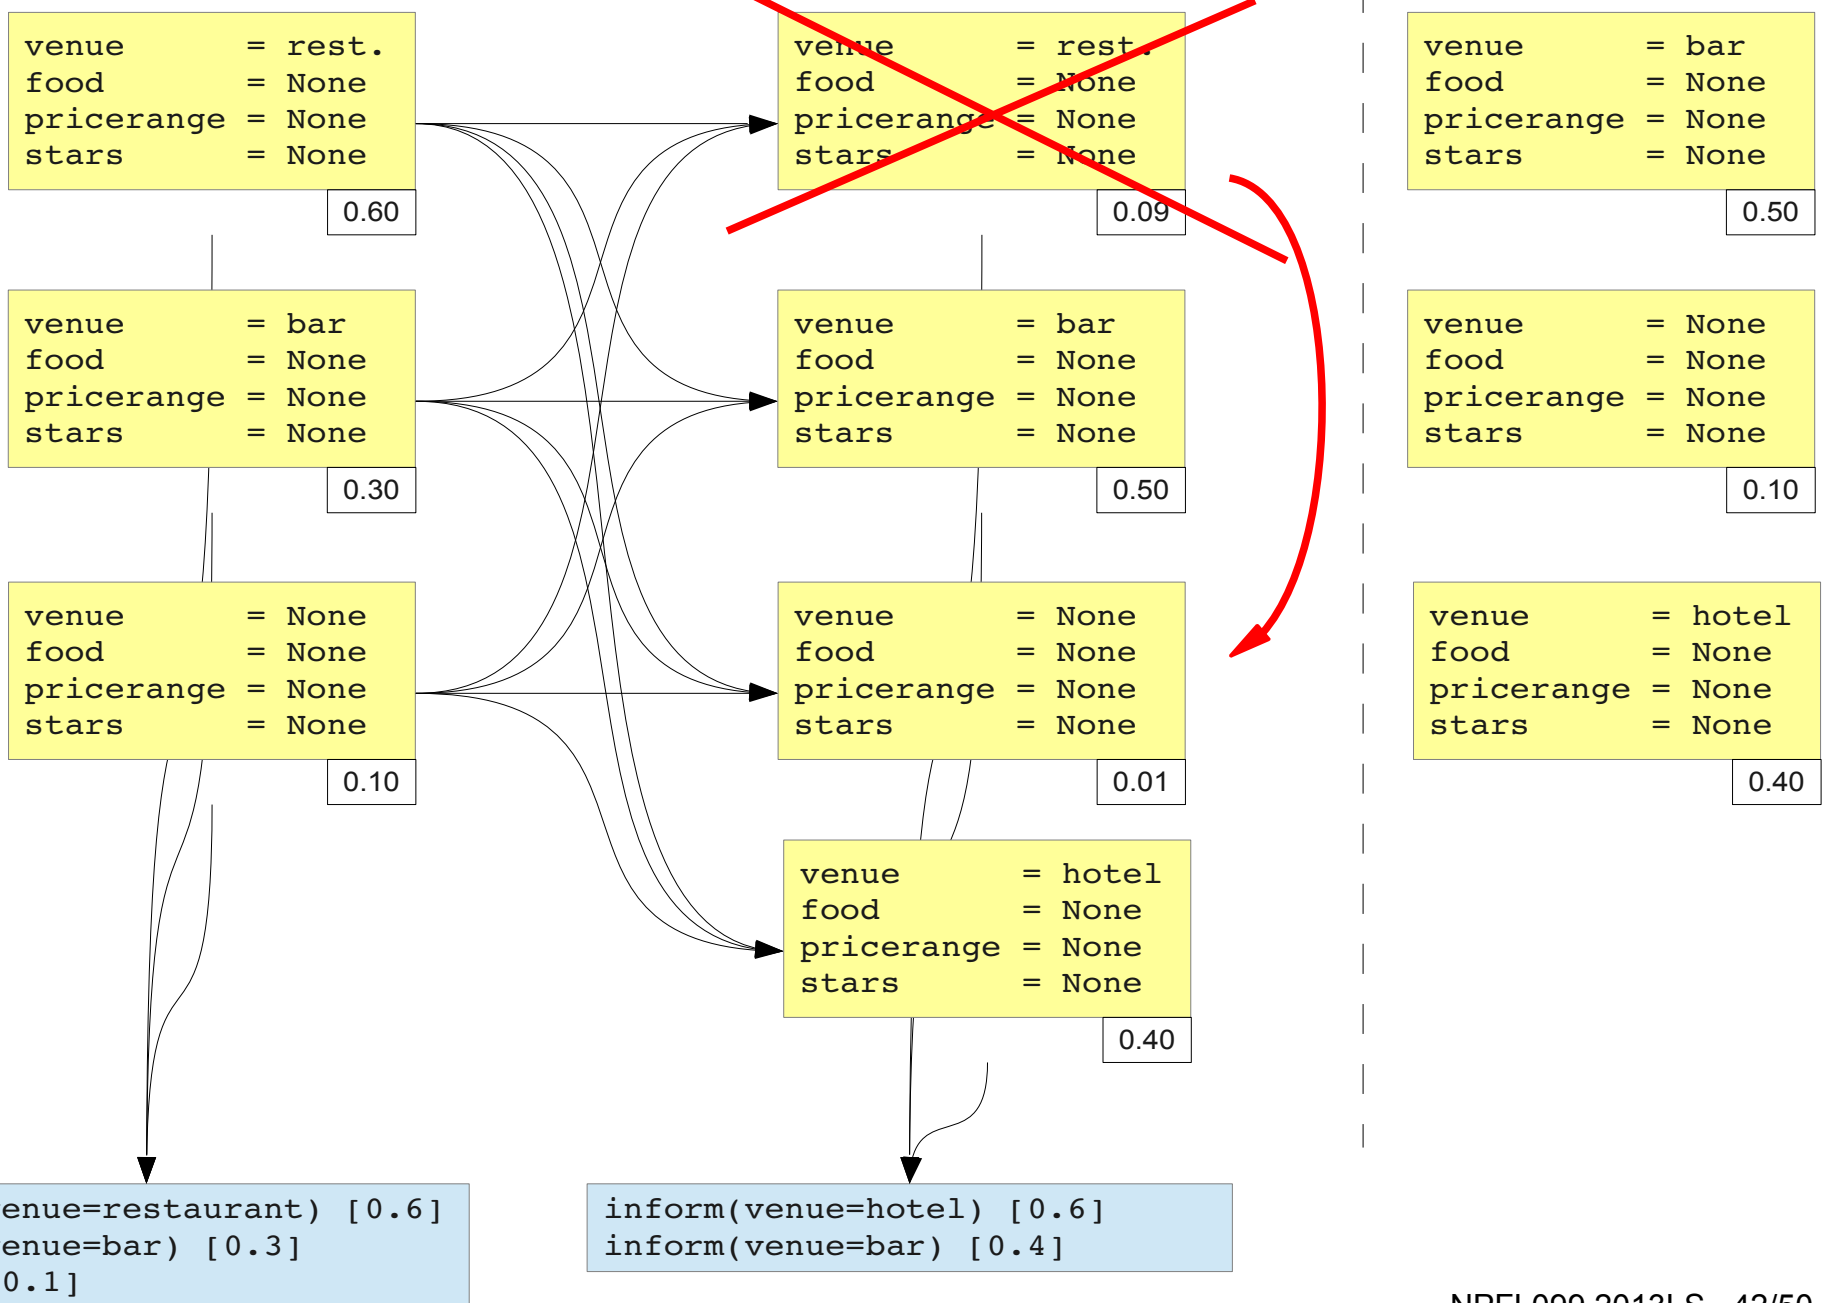 venue = rest.
food = None
pricerange = None
stars = None
0.60
venue = rest.
food = None
pricerange = None
stars = None
0.09
venue = bar
food = None
pricerange = None
stars = None
0.50
venue = bar
food = None
pricerange = None
stars = None
0.30
venue = bar
food = None
pricerange = None
stars = None
0.50
venue = None
food = None
pricerange = None
stars = None
0.10
venue = None
food = None
pricerange = None
stars = None
0.10
venue = None
food = None
pricerange = None
stars = None
0.01
venue = hotel
food = None
pricerange = None
stars = None
0.40
venue = hotel
food = None
pricerange = None
stars = None
0.40
enue=restaurant) [0.6]
enue=bar) [0.3]
0.1]
inform(venue=hotel) [0.6]
inform(venue=bar) [0.4]